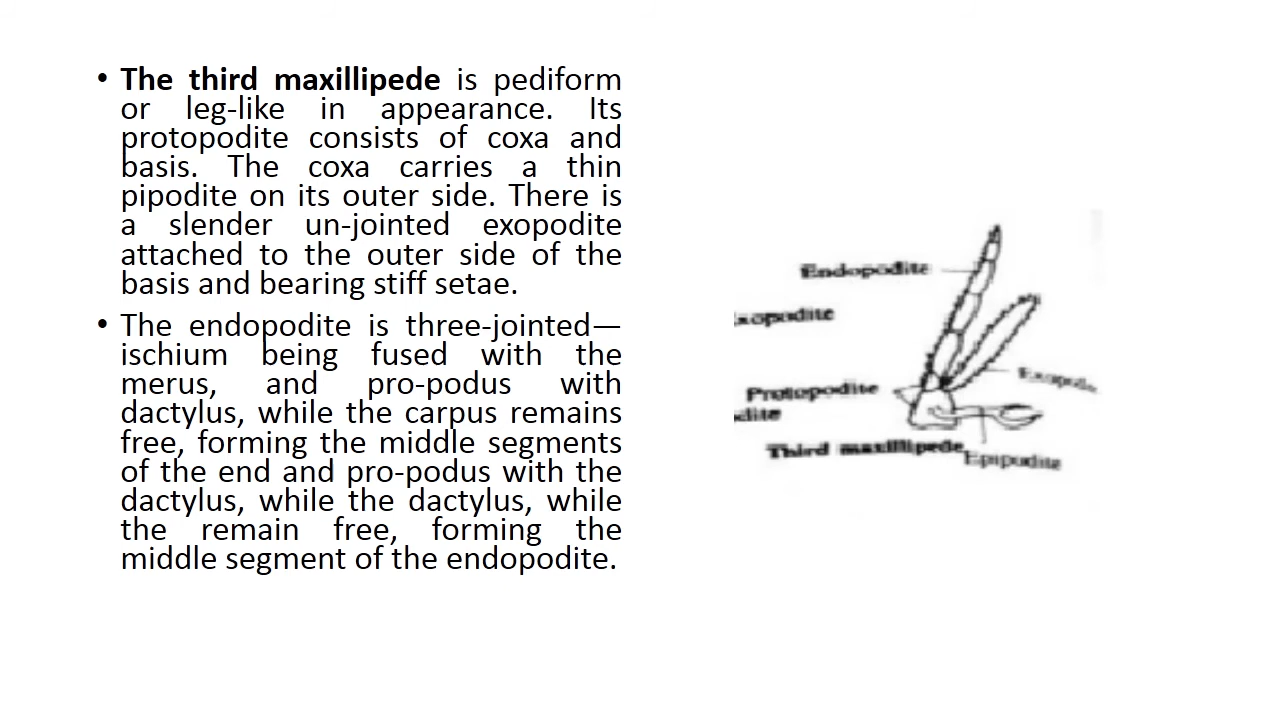 • The third maxillipede is pediform
or leg-like in appearance. Its
protopodite consists of coxa and
basis. The coxa carries a thin
pipodite on its outer side. There is
a slender un-jointed exopodite
attached to the outer side of the
basis and bearing stiff setae.
• The endopodite is three-jointed—
ischium being fused with the
merus, and pro-podus with
dactylus, while the carpus remains
free, forming the middle segments
of the end and pro-podus with the
dactylus, while the dactylus, while
the remain free, forming the
middle segment of the endopodite.
Endopodite
xopodite
Exopodi
Protopodite
dite
Third maxillipede
Epipodite